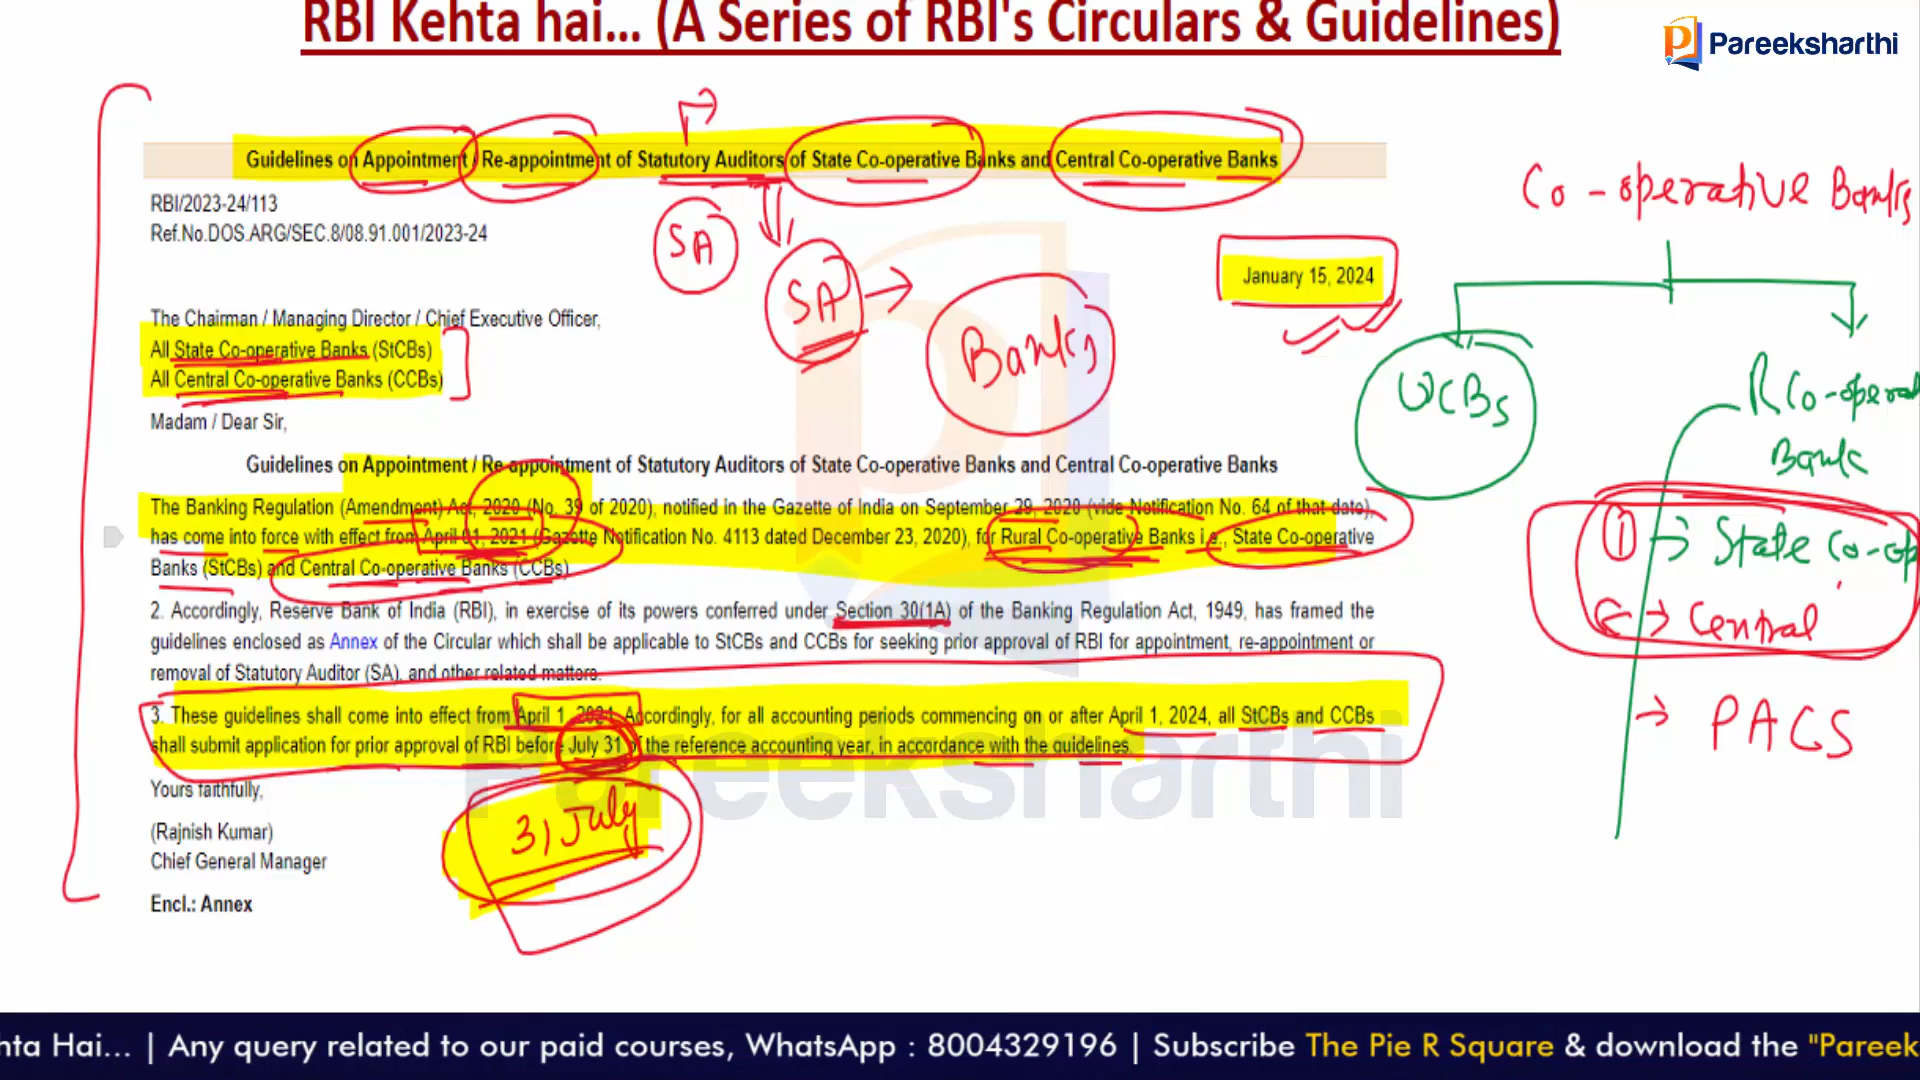 RBI Kehta hai... (A Series of RBI's Circulars & Guidelines)
Pareeksharthi
Guidelines on Appointment / Re-appointment of Statutory Auditors of State Co-operative Banks and Central Co-operative Banks
RBI/2023-24/113
Ref.No.DOS.ARG/SEC.8/08.91.001/2023-24
SA
SA
Banks
January 15, 2024
The Chairman / Managing Director / Chief Executive Officer,
All State Co-operative Banks (StCBs)
All Central Co-operative Banks (CCBs)
Madam / Dear Sir,
Guidelines on Appointment / Re-appointment of Statutory Auditors of State Co-operative Banks and Central Co-operative Banks
The Banking Regulation (Amendment) Act, 2020 (No. 39 of 2020), notified in the Gazette of India on September 29, 2020 (vide Notification No. 64 of that date),
has come into force with effect from April 01, 2021 (Gazette Notification No. 4113 dated December 23, 2020), for Rural Co-operative Banks i.e., State Co-operative
Banks (StCBs) and Central Co-operative Banks (CCBs).
2. Accordingly, Reserve Bank of India (RBI), in exercise of its powers conferred under Section 30(1A) of the Banking Regulation Act, 1949, has framed the
guidelines enclosed as Annex of the Circular which shall be applicable to StCBs and CCBs for seeking prior approval of RBI for appointment, re-appointment or
removal of Statutory Auditor (SA), and other related matters.
3. These guidelines shall come into effect from April 1, 2024. Accordingly, for all accounting periods commencing on or after April 1, 2024, all StCBs and CCBs
shall submit application for prior approval of RBI before July 31 of the reference accounting year, in accordance with the guidelines.
Yours faithfully,
(Rajnish Kumar)
Chief General Manager
Encl.: Annex
31 July
Co-operative Banks
UCBs
R Co-operat
Bank
1 → State Co-op
→ Central
→ PACS
Pareeksharthi
hta Hai... | Any query related to our paid courses, WhatsApp : 8004329196 | Subscribe The Pie R Square & download the "Pareek